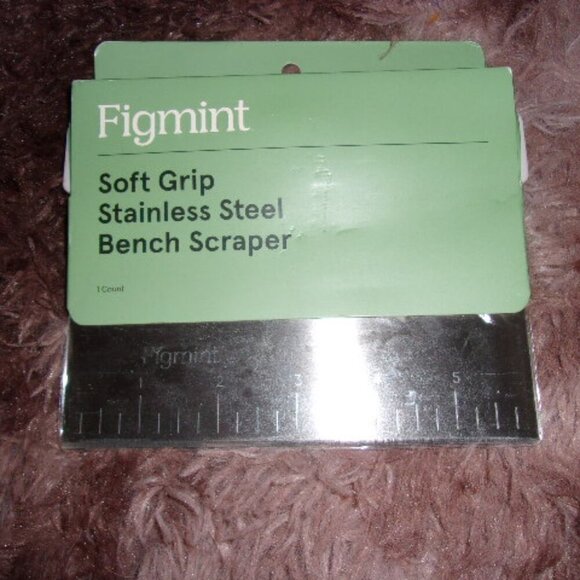 Figmint
Soft Grip
Stainless Steel
Bench Scraper
1 Count
Figmint
1 2 3 5